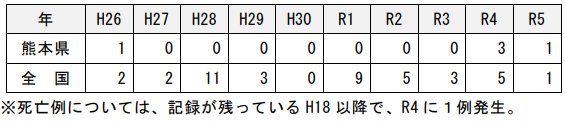 年 H26 H27 H28 H29 H30 R1 R2 R3 R4 R5
熊本県 1 0 0 0 0 0 0 0 3 1
全 国 2 2 11 3 0 9 5 3 5 1
※死亡例については、記録が残っているH18以降で、R4に1例発生。